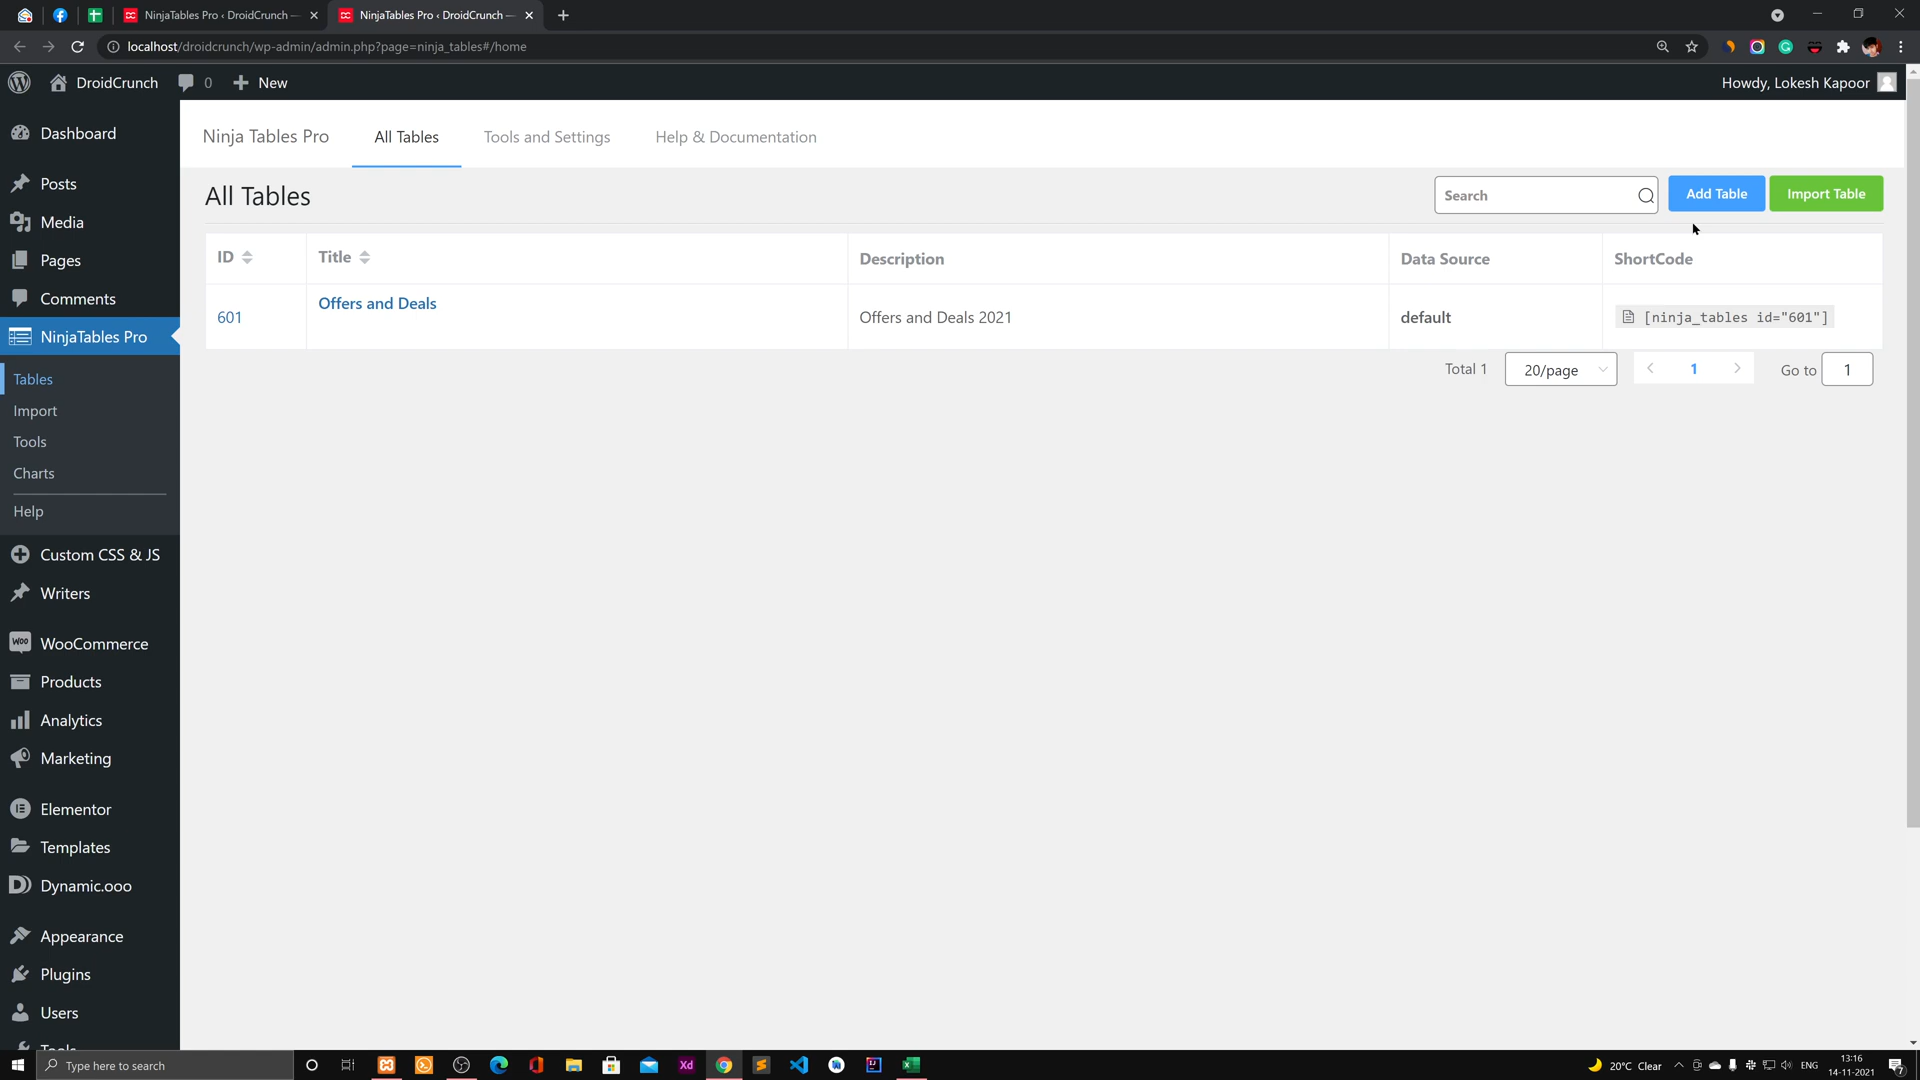 NinjaTables Pro ‹ DroidCrunch —
NinjaTables Pro ‹ DroidCrunch —
localhost/droidcrunch/wp-admin/admin.php?page=ninja_tables#/home
DroidCrunch
0
New
Howdy, Lokesh Kapoor
Dashboard
Posts
Media
Pages
Comments
NinjaTables Pro
Tables
Import
Tools
Charts
Help
Custom CSS & JS
Writers
WooCommerce
Products
Analytics
Marketing
Elementor
Templates
Dynamic.ooo
Appearance
Plugins
Users
Tools
Ninja Tables Pro
All Tables
Tools and Settings
Help & Documentation
All Tables
Search
Add Table
Import Table
ID
Title
Description
Data Source
ShortCode
601
Offers and Deals
Offers and Deals 2021
default
[ninja_tables id="601"]
Total 1
20/page
1
Go to
1
Type here to search
Xd
20°C Clear
ENG
13:16
14-11-2021
7